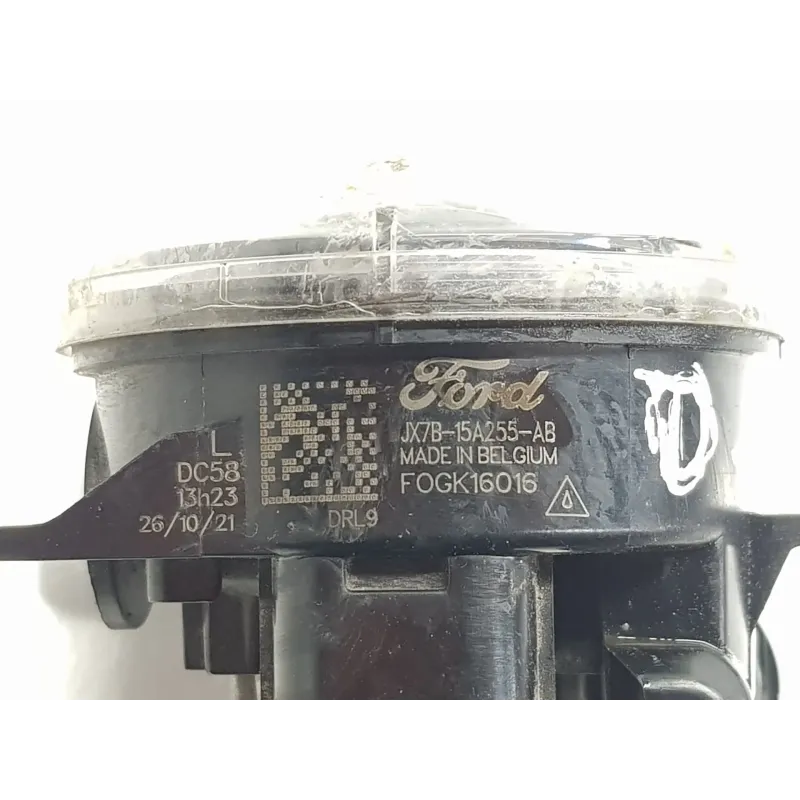 L
DC58
13h23
26/10/21
DRL9
Ford
JX7B-15A255-AB
MADE IN BELGIUM
FOGK16016